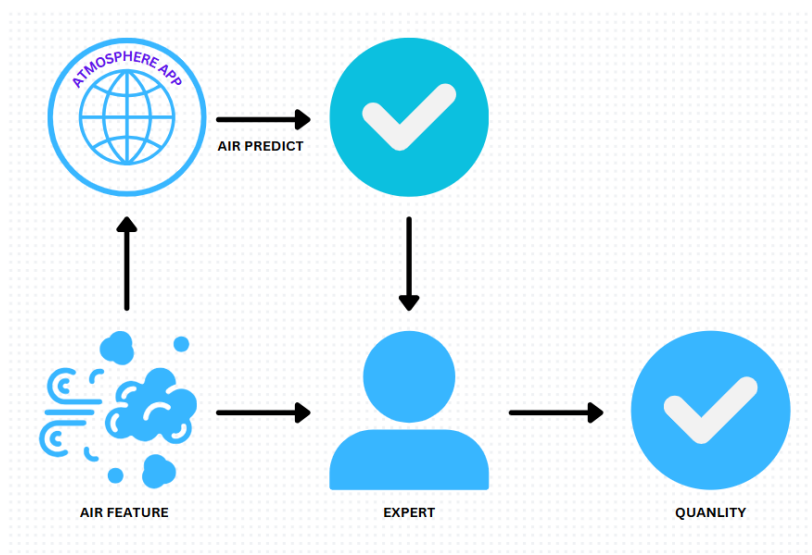 ATMOSPHERE APP
AIR PREDICT
AIR FEATURE
EXPERT
QUANLITY